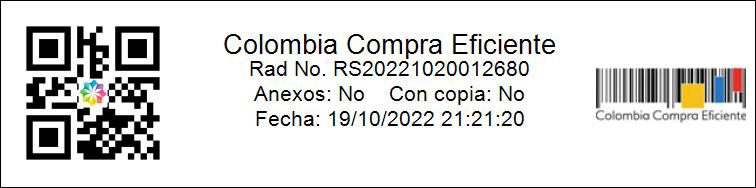 Colombia Compra Eficiente
Rad No. RS20221020012680
Anexos: No    Con copia: No
Fecha: 19/10/2022 21:21:20
Colombia Compra Eficiente